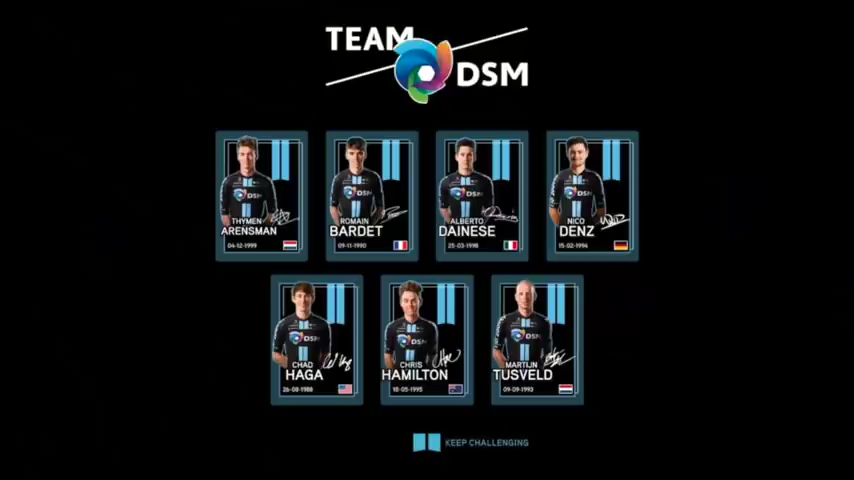 TEAM
DSM
THYMEN
ARENSMAN
04-12-1999
ROMAIN
BARDET
09-11-1990
ALBERTO
DAINESE
25-03-1998
NICO
DENZ
15-02-1994
CHAD
HAGA
26-08-1988
CHRIS
HAMILTON
18-05-1995
MARTIJN
TUSVELD
09-09-1993
KEEP CHALLENGING